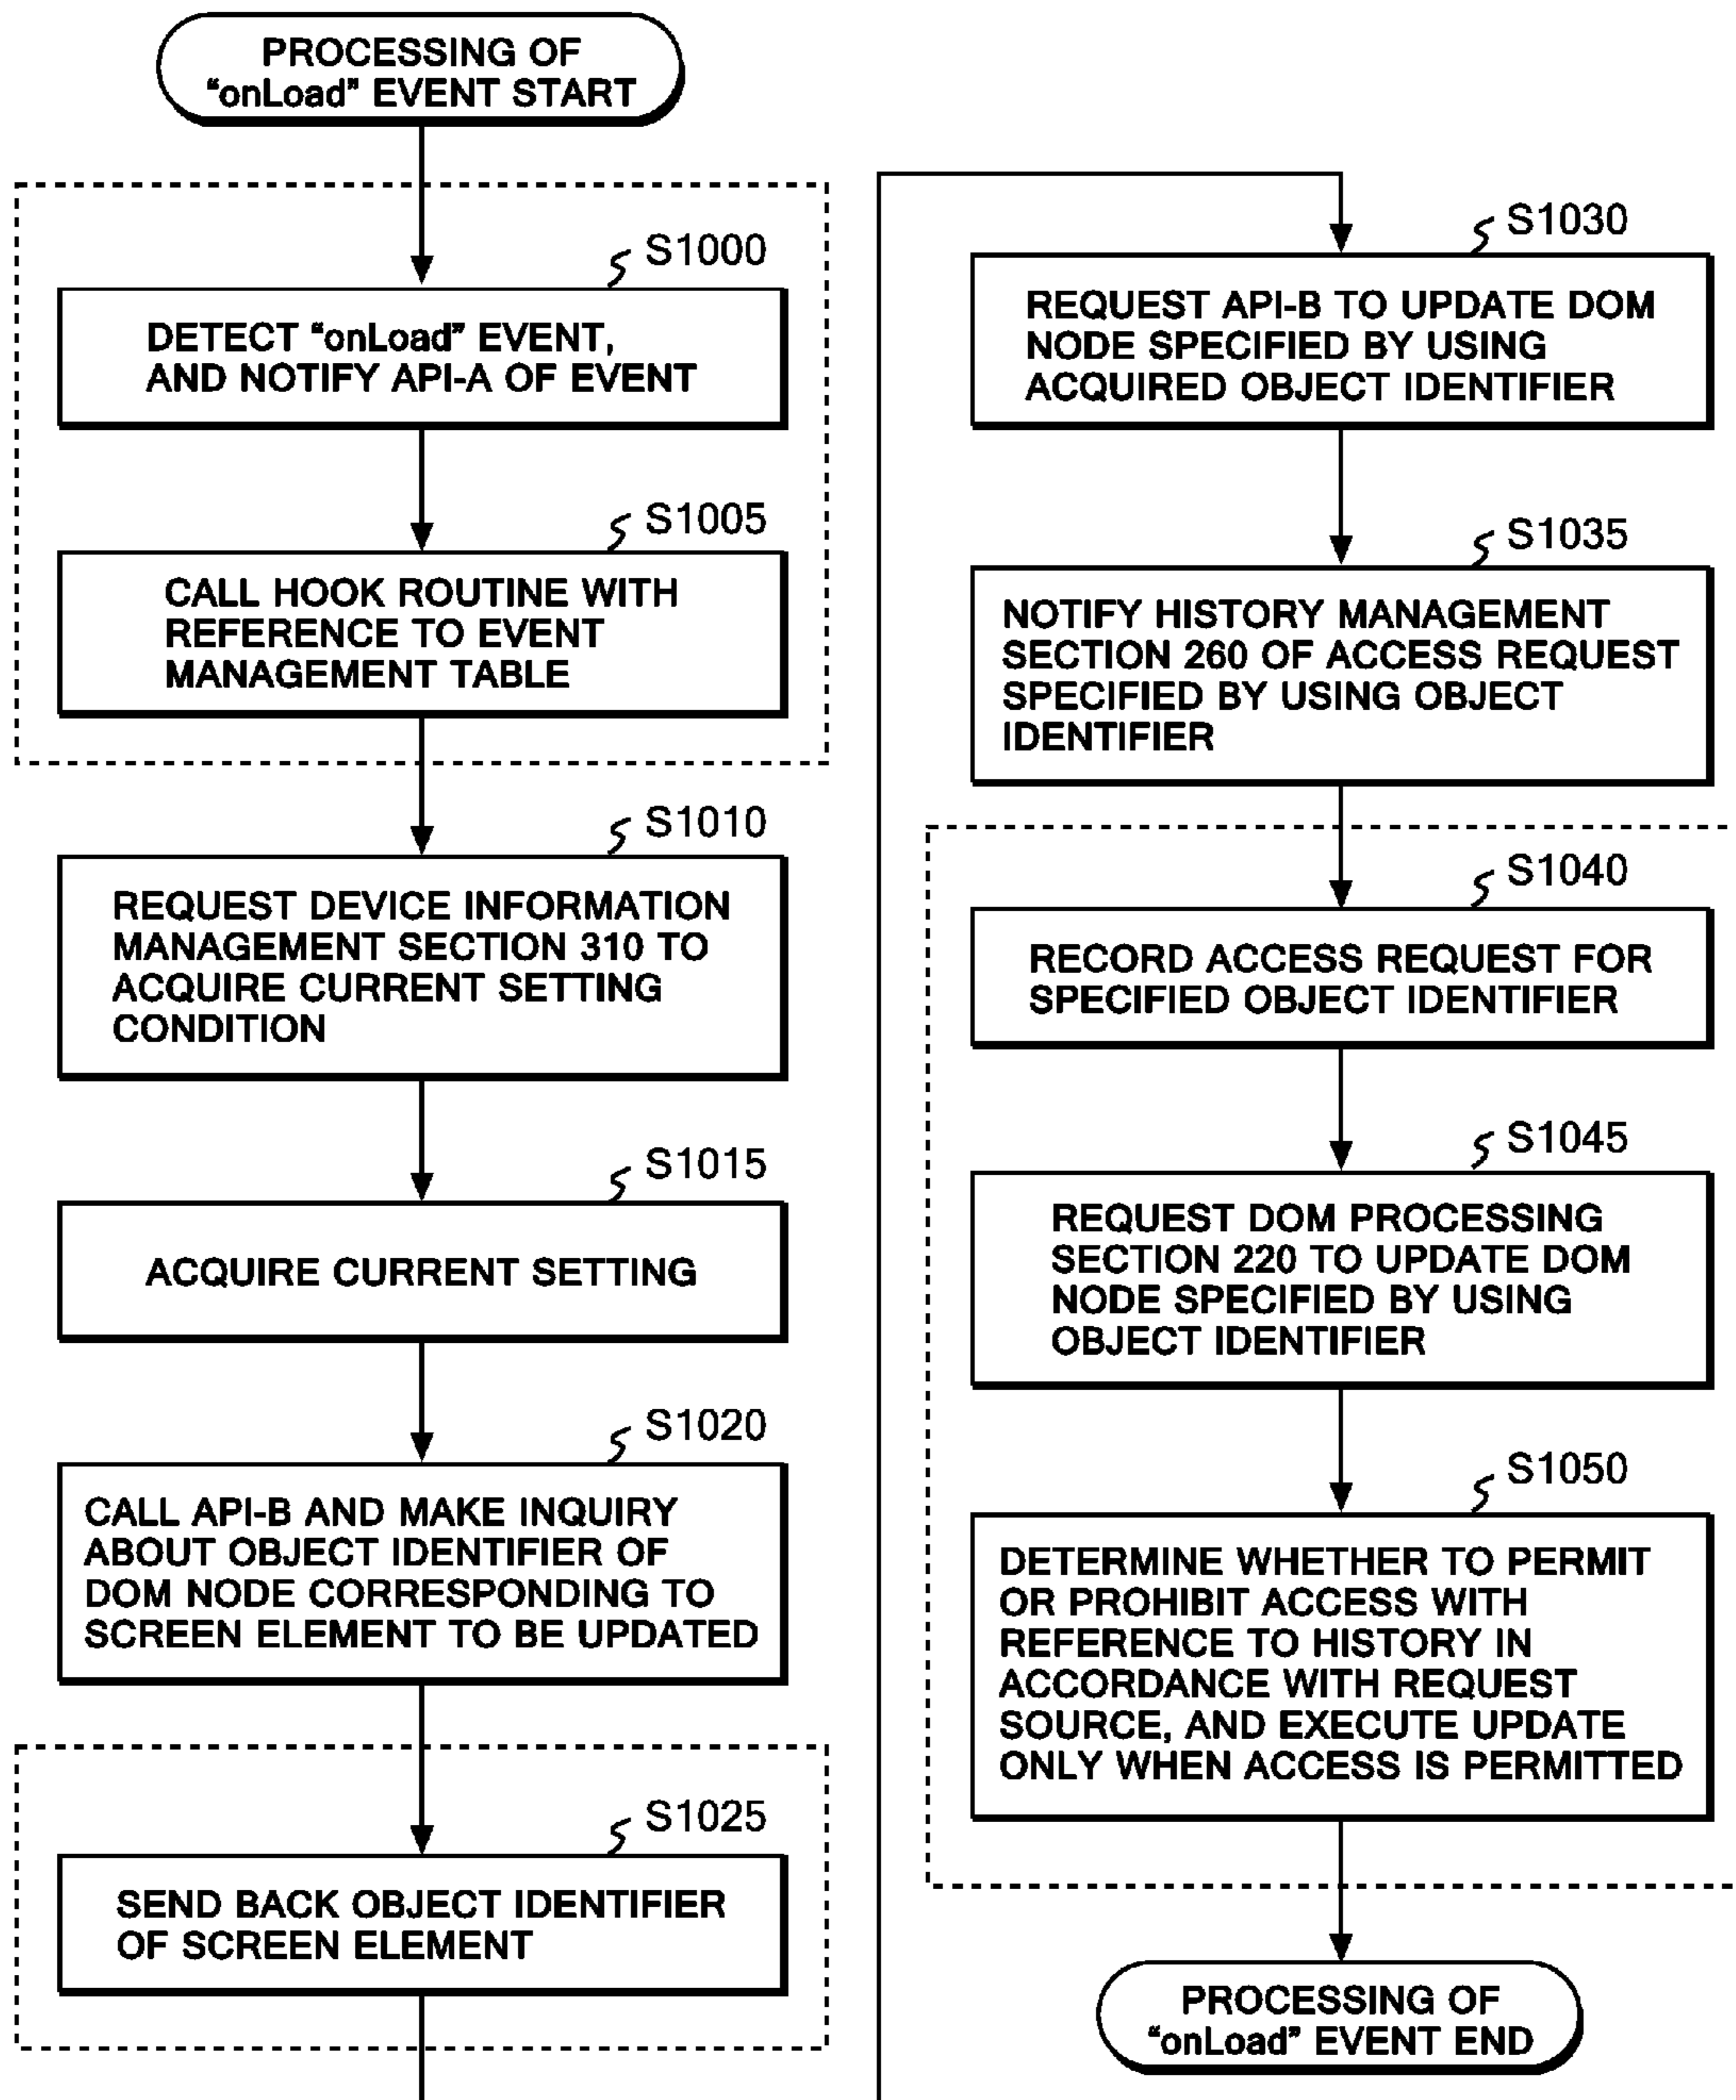 PROCESSING OF
“onLoad” EVENT START
S1000
DETECT “onLoad” EVENT,
AND NOTIFY API-A OF EVENT
S1005
CALL HOOK ROUTINE WITH
REFERENCE TO EVENT
MANAGEMENT TABLE
S1010
REQUEST DEVICE INFORMATION
MANAGEMENT SECTION 310 TO
ACQUIRE CURRENT SETTING
CONDITION
S1015
ACQUIRE CURRENT SETTING
S1020
CALL API-B AND MAKE INQUIRY
ABOUT OBJECT IDENTIFIER OF
DOM NODE CORRESPONDING TO
SCREEN ELEMENT TO BE UPDATED
S1025
SEND BACK OBJECT IDENTIFIER
OF SCREEN ELEMENT
S1030
REQUEST API-B TO UPDATE DOM
NODE SPECIFIED BY USING
ACQUIRED OBJECT IDENTIFIER
S1035
NOTIFY HISTORY MANAGEMENT
SECTION 260 OF ACCESS REQUEST
SPECIFIED BY USING OBJECT
IDENTIFIER
S1040
RECORD ACCESS REQUEST FOR
SPECIFIED OBJECT IDENTIFIER
S1045
REQUEST DOM PROCESSING
SECTION 220 TO UPDATE DOM
NODE SPECIFIED BY USING
OBJECT IDENTIFIER
S1050
DETERMINE WHETHER TO PERMIT
OR PROHIBIT ACCESS WITH
REFERENCE TO HISTORY IN
ACCORDANCE WITH REQUEST
SOURCE, AND EXECUTE UPDATE
ONLY WHEN ACCESS IS PERMITTED
PROCESSING OF
“onLoad” EVENT END